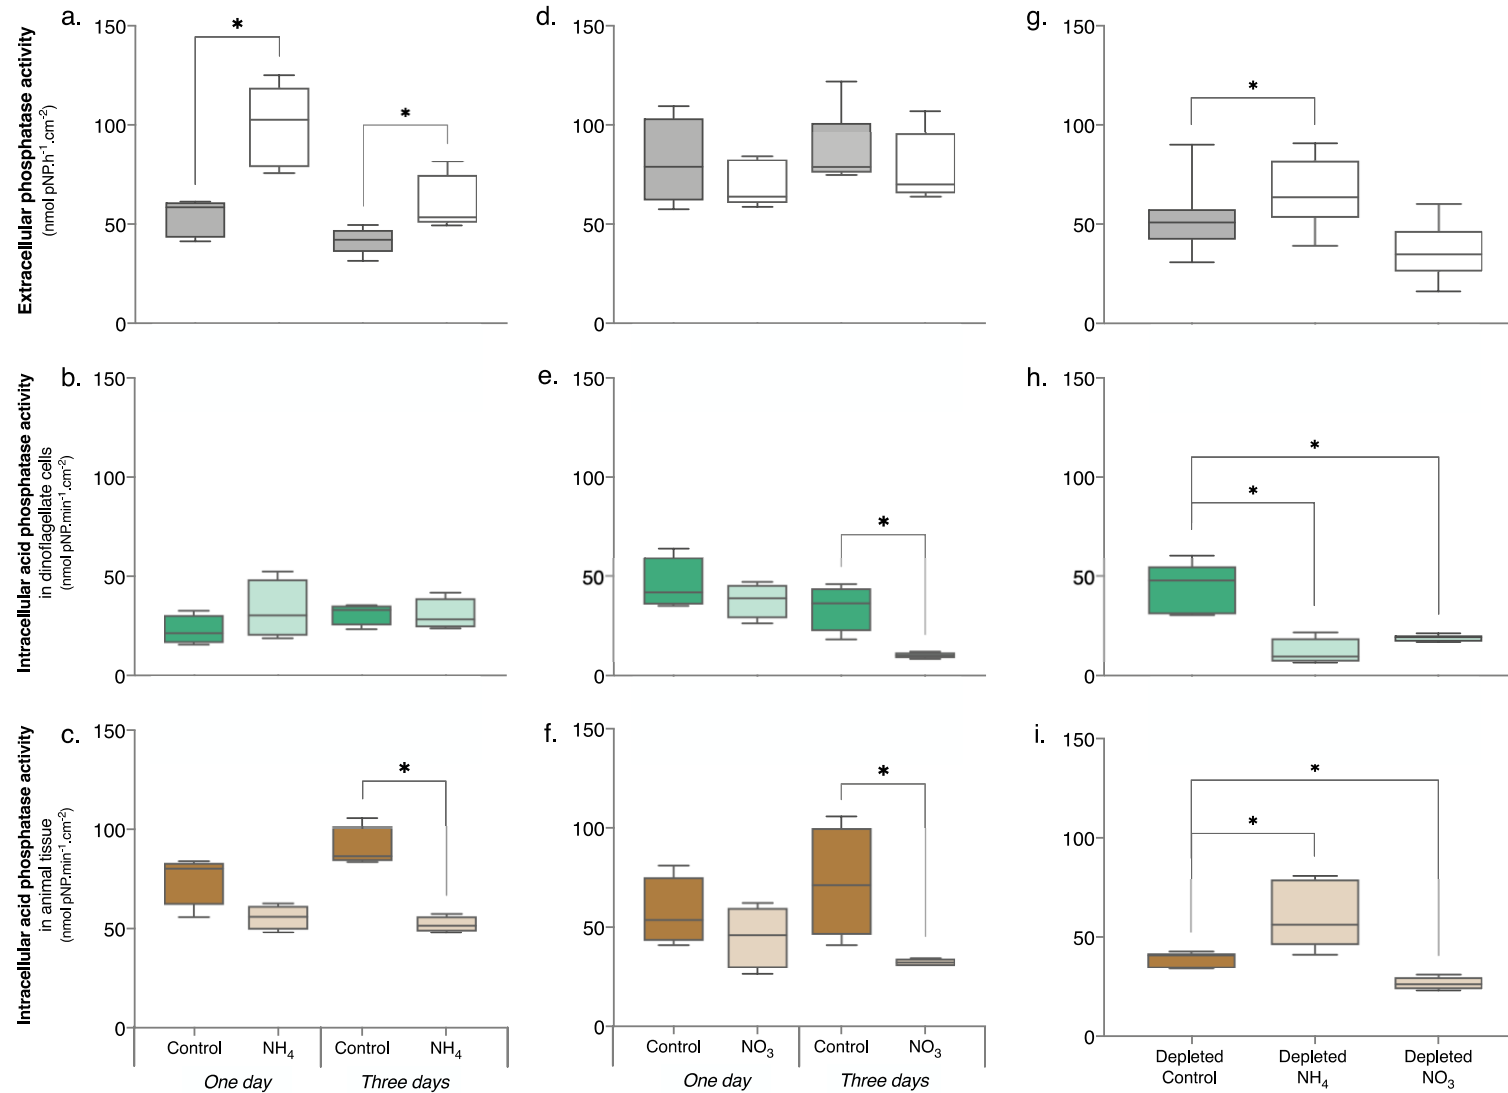 a.
Extracellular phosphatase activity
(nmol pNP.h⁻¹.cm⁻²)
150
100
50
0
*
*
d.
150
100
50
0
g.
150
100
50
0
*
b.
Intracellular acid phosphatase activity
in dinoflagellate cells
(nmol pNP.min⁻¹.cm⁻²)
150
100
50
0
e.
150
100
50
0
*
h.
150
100
50
0
*
*
c.
Intracellular acid phosphatase activity
in animal tissue
(nmol pNP.min⁻¹.cm⁻²)
150
100
50
0
*
Control NH₄ Control NH₄
One day Three days
f.
150
100
50
0
*
Control NO₃ Control NO₃
One day Three days
i.
150
100
50
0
*
*
Depleted Depleted Depleted
Control NH₄ NO₃